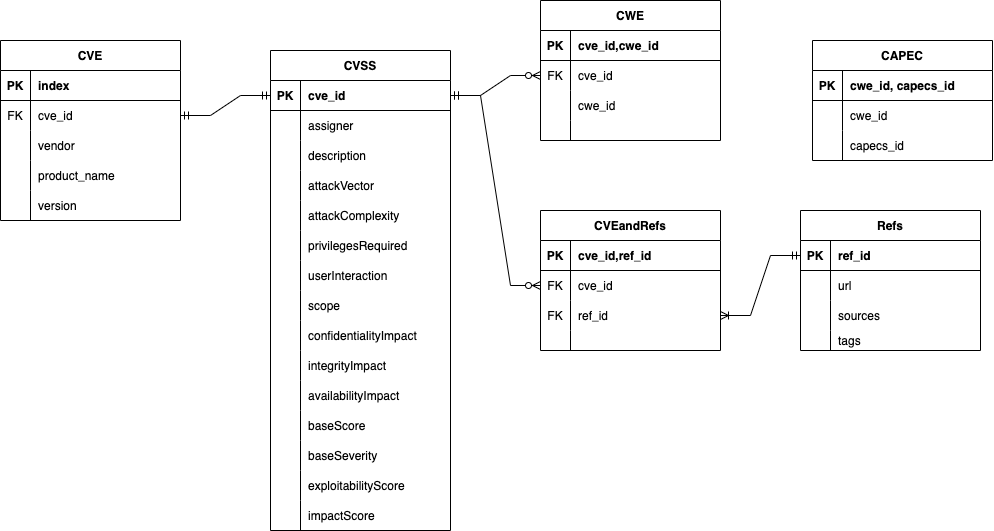 CVE
PK index
FK cve_id
vendor
product_name
version
CVSS
PK cve_id
assigner
description
attackVector
attackComplexity
privilegesRequired
userInteraction
scope
confidentialityImpact
integrityImpact
availabilityImpact
baseScore
baseSeverity
exploitabilityScore
impactScore
CWE
PK cve_id,cwe_id
FK cve_id
cwe_id
CAPEC
PK cwe_id, capecs_id
cwe_id
capecs_id
CVEandRefs
PK cve_id,ref_id
FK cve_id
FK ref_id
Refs
PK ref_id
url
sources
tags